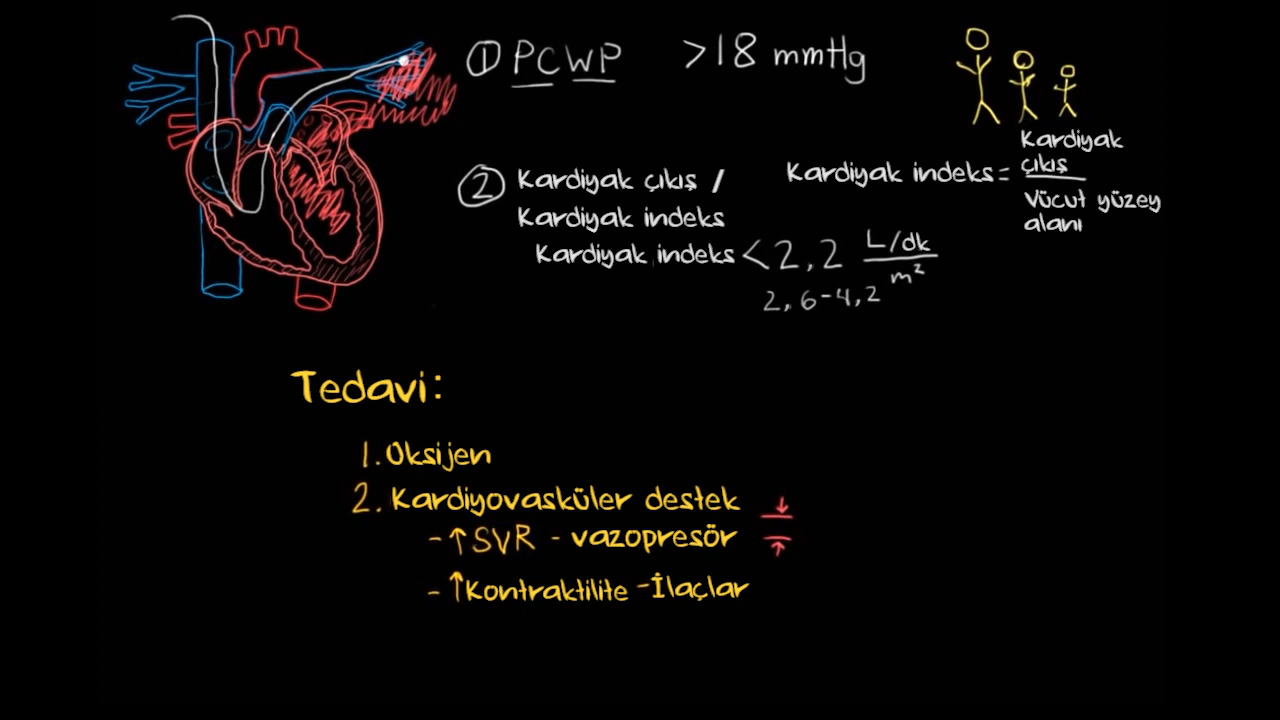 ① PCWP >18 mmHg
② Kardiyak çıkış /
Kardiyak indeks
Kardiyak indeks <2,2 L/dk
m²
2,6-4,2
Kardiyak indeks = Kardiyak
çıkış
Vücut yüzey
alanı
Tedavi:
1. Oksijen
2. Kardiyovasküler destek
- ↑SVR - vazopresör
- ↑Kontraktilite - İlaçlar